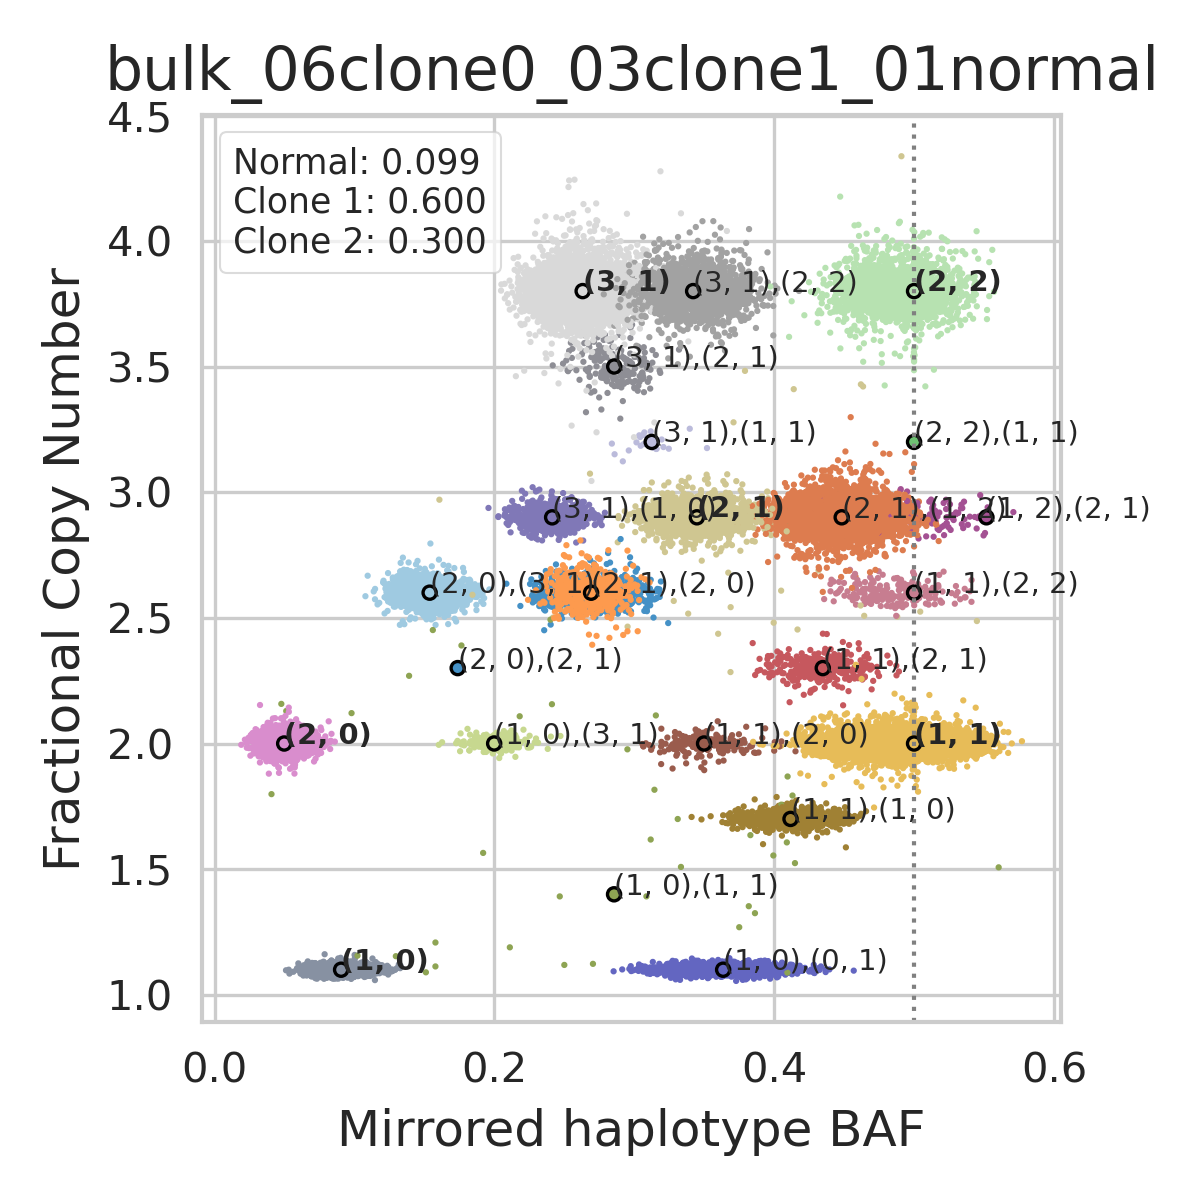 bulk_06clone0_03clone1_01normal
4.5
Normal: 0.099
Clone 1: 0.600
Clone 2: 0.300
4.0
(3, 1)
(3, 1),(2, 2)
(2, 2)
3.5
(3, 1),(2, 1)
(3, 1),(1, 1)
(2, 2),(1, 1)
3.0
(3, 1),(1, 0)
(2, 1)
(2, 1),(1, 2)
(1, 2),(2, 1)
(2, 0),(3, 1)
(2, 1),(2, 0)
(1, 1),(2, 2)
2.5
(2, 0),(2, 1)
(1, 1),(2, 1)
2.0
(2, 0)
(1, 0),(3, 1)
(1, 1),(2, 0)
(1, 1)
(1, 1),(1, 0)
1.5
(1, 0),(1, 1)
(1, 0)
(1, 0),(0, 1)
1.0
0.0
0.2
0.4
0.6
Fractional Copy Number
Mirrored haplotype BAF